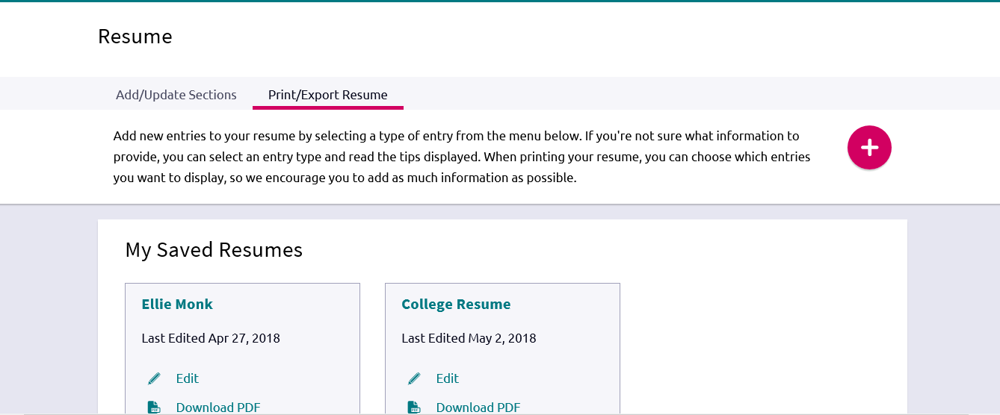 Resume
Add/Update Sections
Print/Export Resume
Add new entries to your resume by selecting a type of entry from the menu below. If you're not sure what information to
provide, you can select an entry type and read the tips displayed. When printing your resume, you can choose which entries
you want to display, so we encourage you to add as much information as possible.
My Saved Resumes
Ellie Monk
Last Edited Apr 27, 2018
Edit
Download PDF
College Resume
Last Edited May 2, 2018
Edit
Download PDF